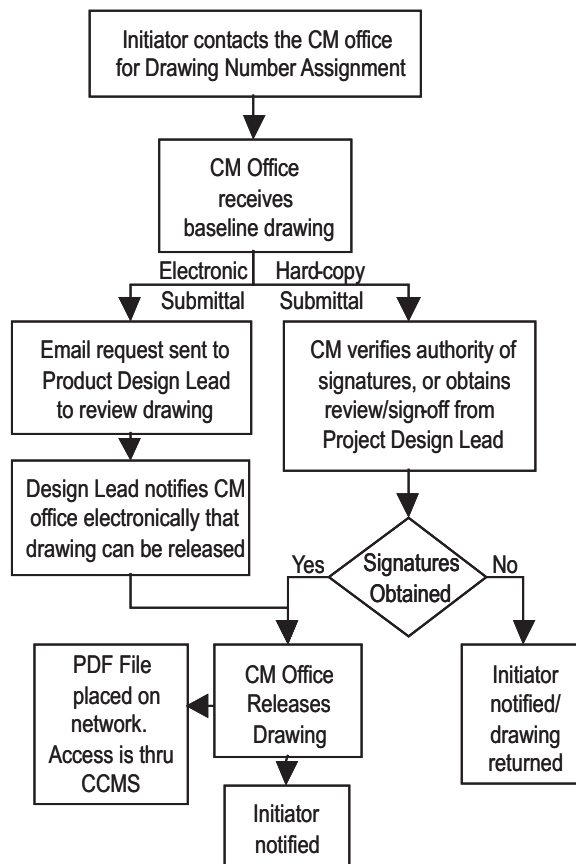 Initiator contacts the CM office
for Drawing Number Assignment
CM Office
receives
baseline drawing
Electronic
Submittal
Hard-copy
Submittal
Email request sent to
Product Design Lead
to review drawing
CM verifies authority of
signatures, or obtains
review/sign-off from
Project Design Lead
Design Lead notifies CM
office electronically that
drawing can be released
Signatures
Obtained
Yes
No
PDF File
placed on
network.
Access is thru
CCMS
CM Office
Releases
Drawing
Initiator
notified/
drawing
returned
Initiator
notified